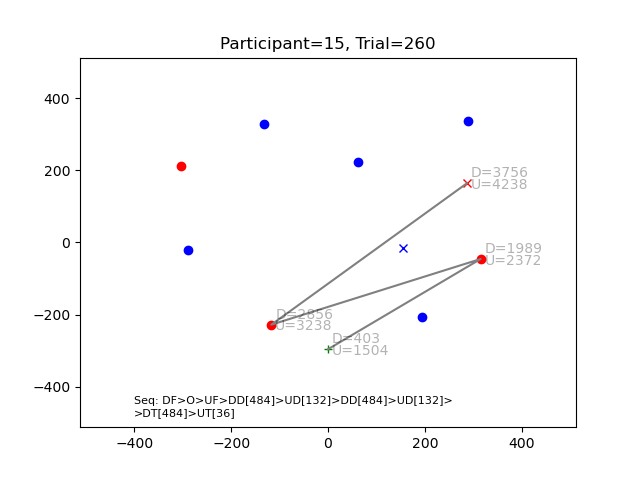 Participant=15, Trial=260
400
200
0
−200
−400
−400
−200
0
200
400
D=3756
U=4238
D=1989
U=2372
D=2856
U=3238
D=403
U=1504
Seq: DF>O>UF>DD[484]>UD[132]>DD[484]>UD[132]>
>DT[484]>UT[36]